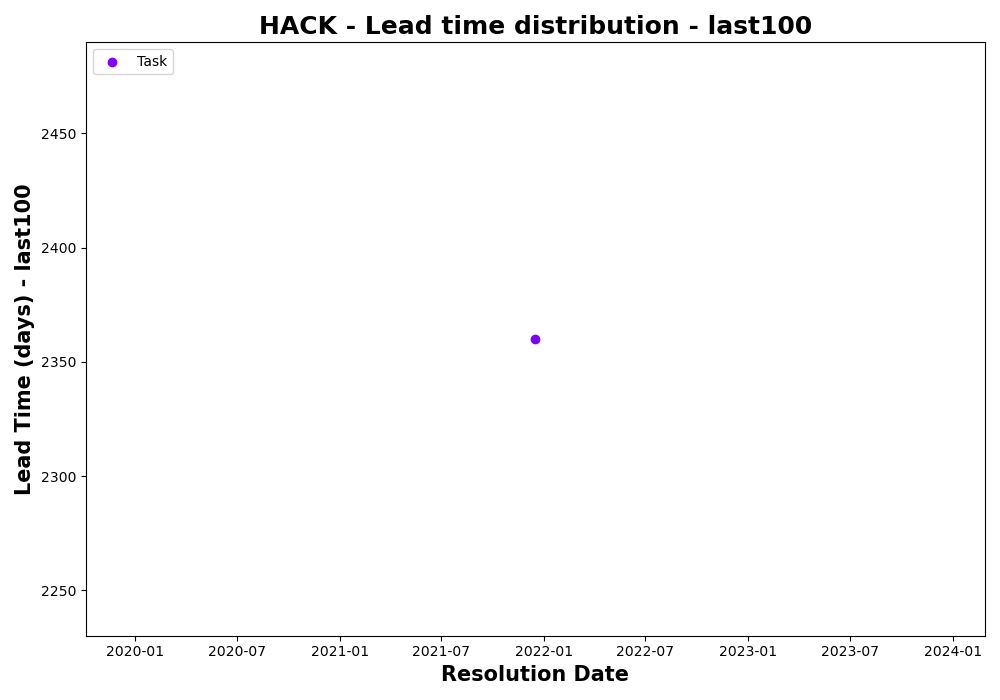 HACK - Lead time distribution - last100
Task
Lead Time (days) - last100
2450
2400
2350
2300
2250
2020-01 2020-07 2021-01 2021-07 2022-01 2022-07 2023-01 2023-07 2024-01
Resolution Date